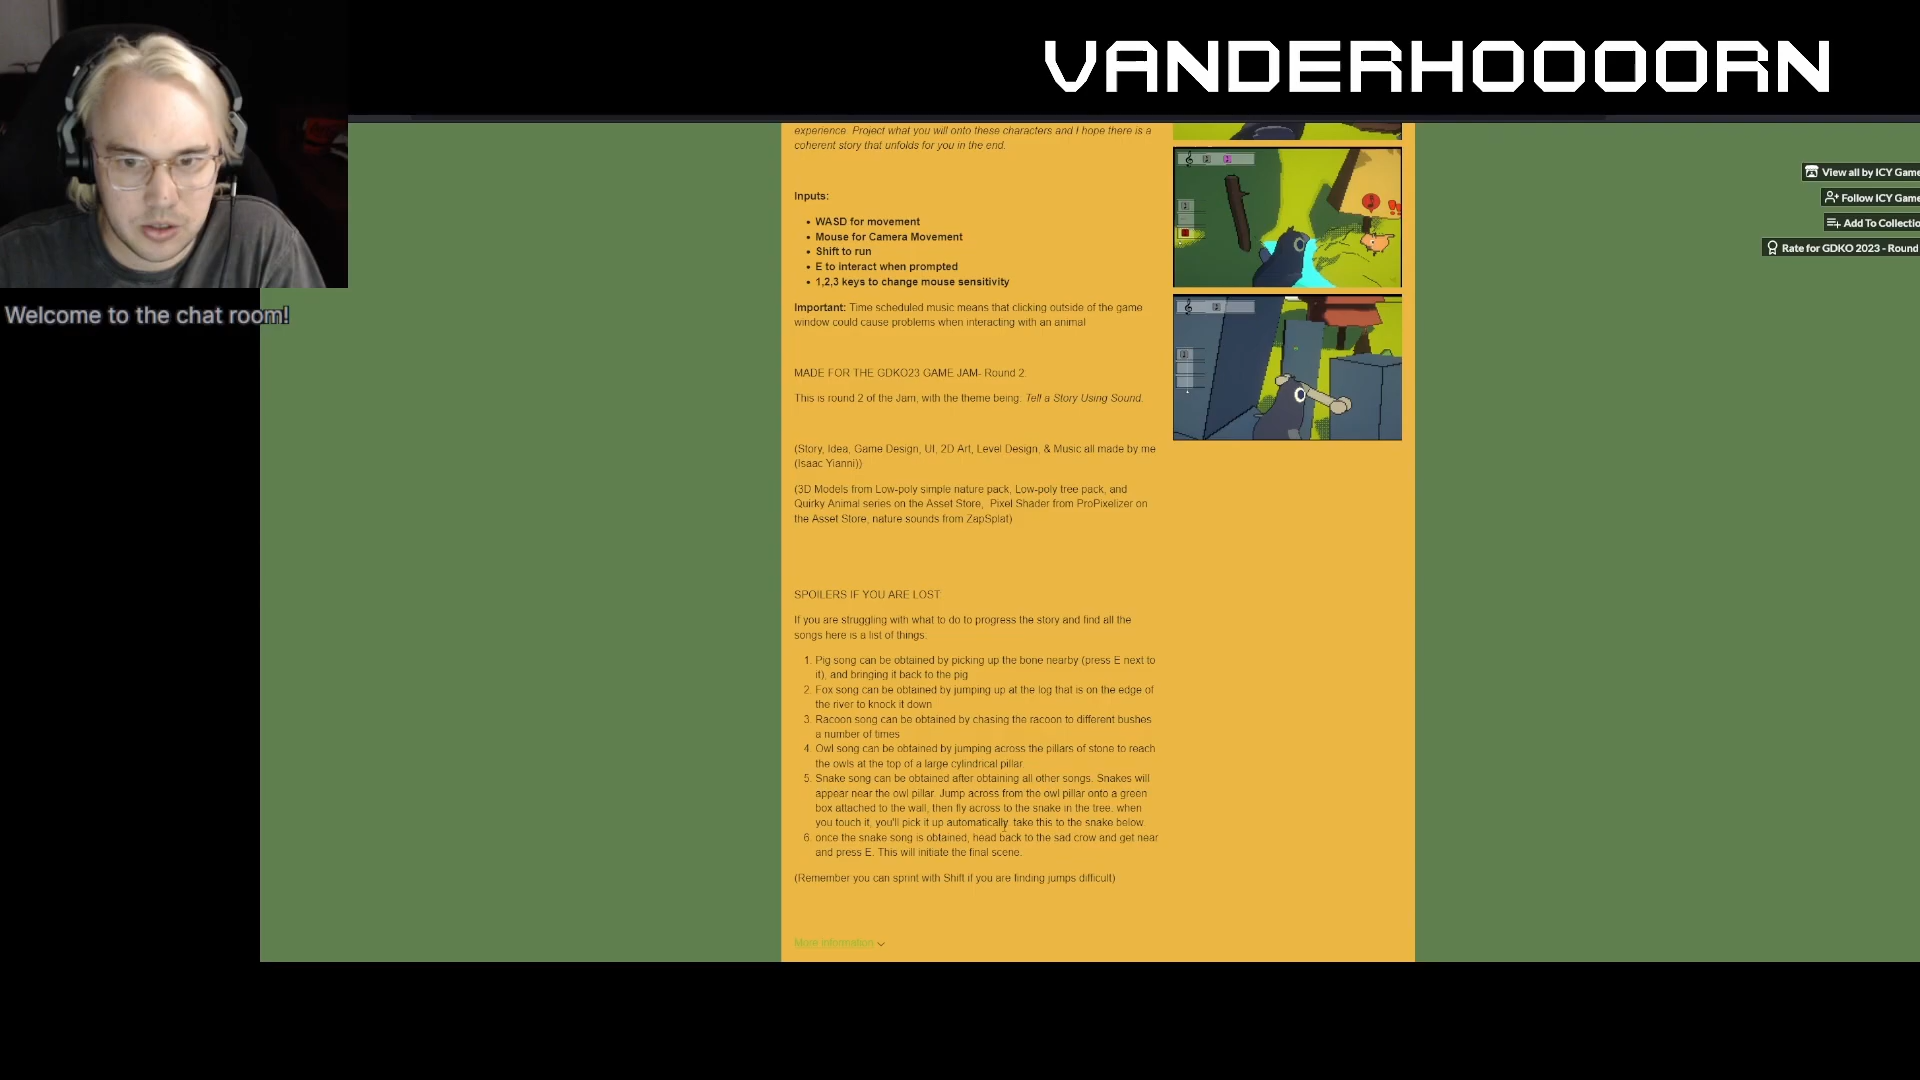 VANDERHOOOORN
experience. Project what you will onto these characters and I hope there is a
coherent story that unfolds for you in the end.
View all by ICY Game
Follow ICY Game
Add To Collectio
Rate for GDKO 2023 - Round
Inputs:
WASD for movement
Mouse for Camera Movement
Shift to run
E to interact when prompted
1,2,3 keys to change mouse sensitivity
Welcome to the chat room!
Important: Time scheduled music means that clicking outside of the game
window could cause problems when interacting with an animal
MADE FOR THE GDKO23 GAME JAM- Round 2:
This is round 2 of the Jam, with the theme being: Tell a Story Using Sound.
(Story, Idea, Game Design, UI, 2D Art, Level Design, & Music all made by me
(Isaac Yianni))
(3D Models from Low-poly simple nature pack, Low-poly tree pack, and
Quirky Animal series on the Asset Store, Pixel Shader from ProPixelizer on
the Asset Store, nature sounds from ZapSplat)
SPOILERS IF YOU ARE LOST:
If you are struggling with what to do to progress the story and find all the
songs here is a list of things:
1. Pig song can be obtained by picking up the bone nearby (press E next to
it), and bringing it back to the pig
2. Fox song can be obtained by jumping up at the log that is on the edge of
the river to knock it down
3. Racoon song can be obtained by chasing the racoon to different bushes
a number of times
4. Owl song can be obtained by jumping across the pillars of stone to reach
the owls at the top of a large cylindrical pillar.
5. Snake song can be obtained after obtaining all other songs. Snakes will
appear near the owl pillar. Jump across from the owl pillar onto a green
box attached to the wall, then fly across to the snake in the tree. when
you touch it, you'll pick it up automatically. take this to the snake below.
6. once the snake song is obtained, head back to the sad crow and get near
and press E. This will initiate the final scene.
(Remember you can sprint with Shift if you are finding jumps difficult)
More information